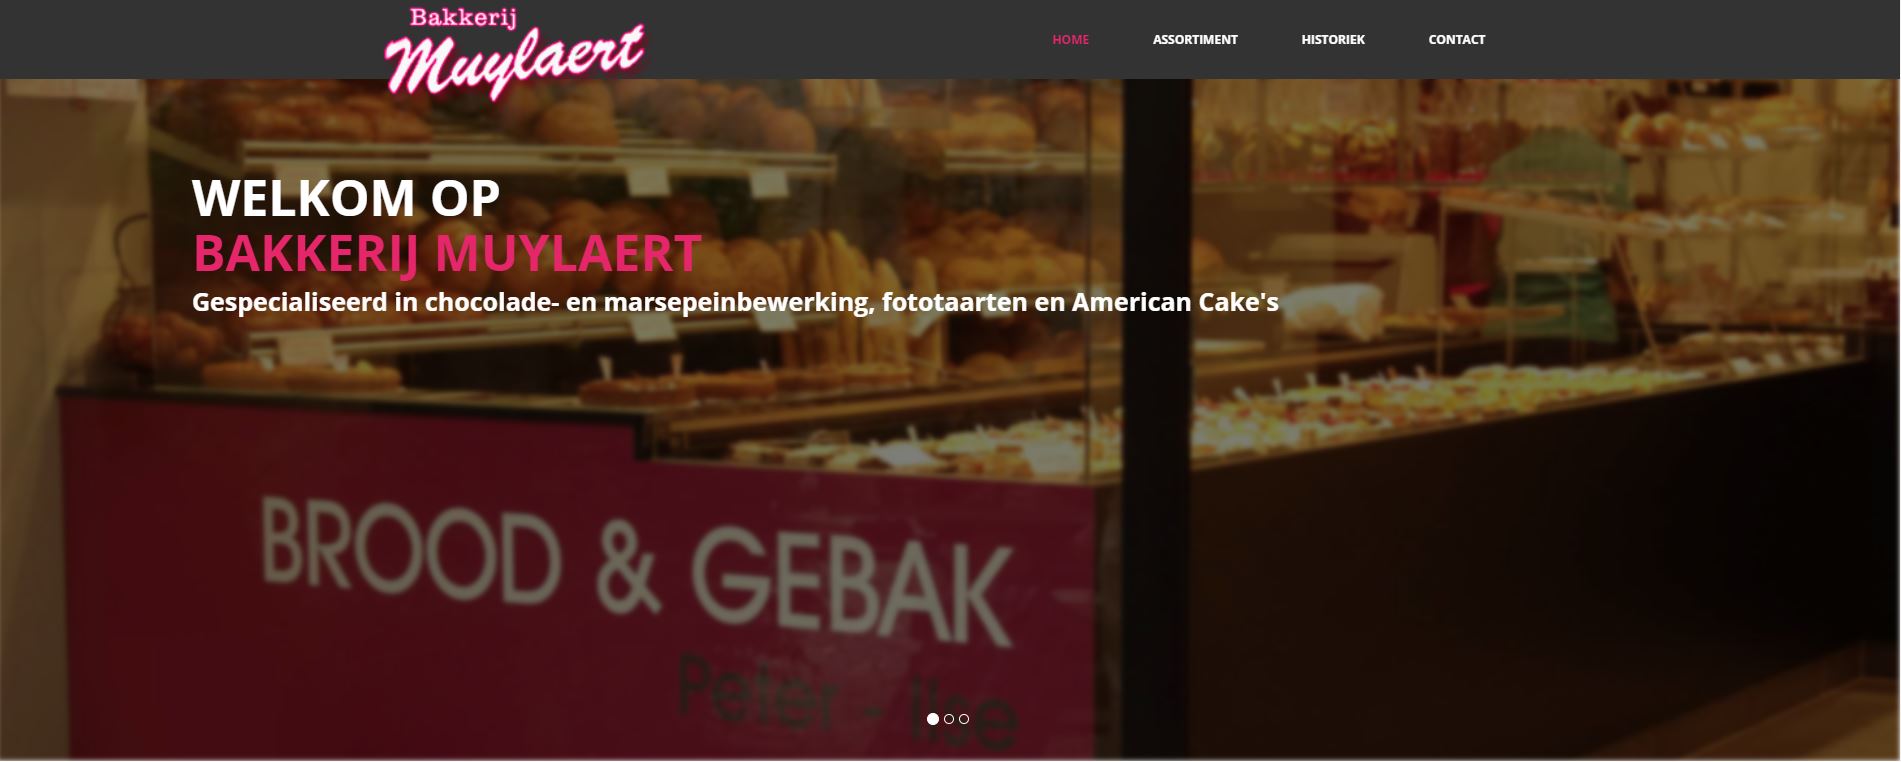 Bakkerij
Muylaert
HOME
ASSORTIMENT
HISTORIEK
CONTACT
WELKOM OP
BAKKERIJ MUYLAERT
Gespecialiseerd in chocolade- en marsepeinbewerking, fototaarten en American Cake's
BROOD & GEBAK
Peter - Ilse